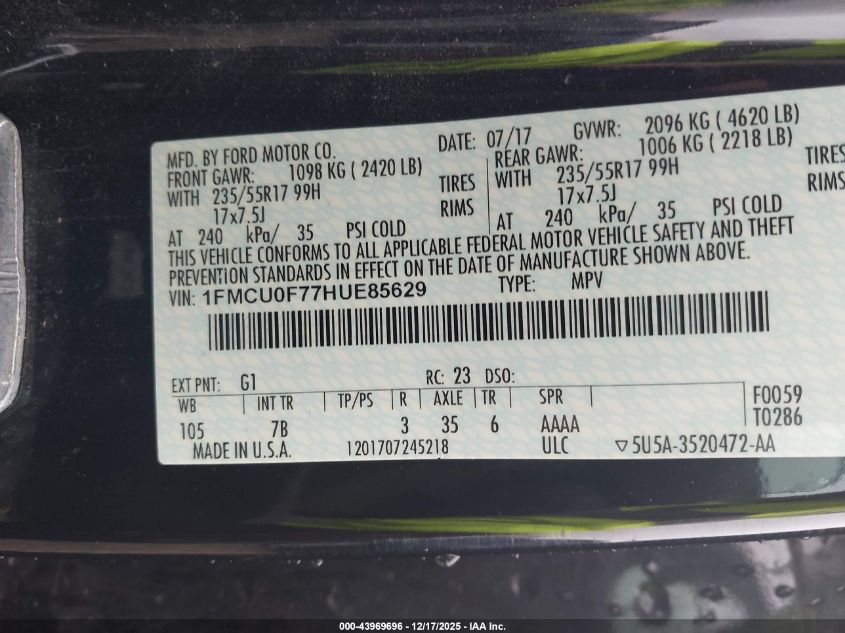 MFD. BY FORD MOTOR CO. DATE: 07/17 GVWR: 2096 KG ( 4620 LB)
FRONT GAWR: 1098 KG ( 2420 LB) REAR GAWR: 1006 KG ( 2218 LB)
WITH 235/55R17 99H TIRES WITH 235/55R17 99H TIRES
17x7.5J RIMS 17x7.5J RIMS
AT 240 kPa/ 35 PSI COLD AT 240 kPa/ 35 PSI COLD
THIS VEHICLE CONFORMS TO ALL APPLICABLE FEDERAL MOTOR VEHICLE SAFETY AND THEFT
PREVENTION STANDARDS IN EFFECT ON THE DATE OF MANUFACTURE SHOWN ABOVE.
VIN: 1FMCU0F77HUE85629 TYPE: MPV
EXT PNT: G1 RC: 23 DSO:
WB INT TR TP/PS R AXLE TR SPR F0059
105 7B 3 35 6 AAAA T0286
MADE IN U.S.A. 1201707245218 ULC ▽5U5A-3520472-AA
000-43969696 - 12/17/2025 - IAA Inc.